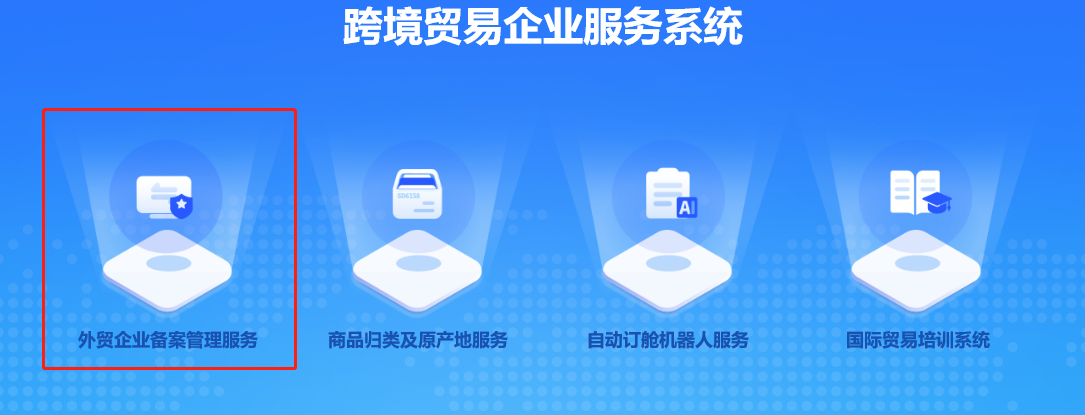 跨境贸易企业服务系统
AI
外贸企业备案管理服务
商品归类及原产地服务
自动订舱机器人服务
国际贸易培训系统